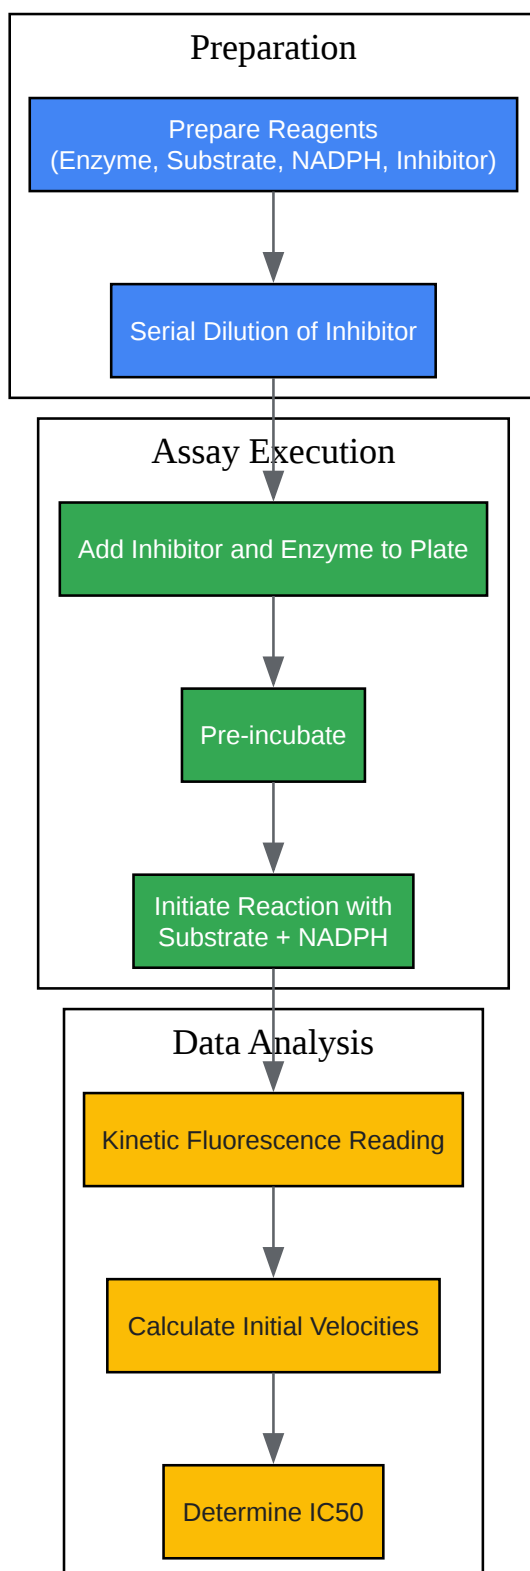 Preparation
Prepare Reagents
(Enzyme, Substrate, NADPH, Inhibitor)
Serial Dilution of Inhibitor
Assay Execution
Add Inhibitor and Enzyme to Plate
Pre-incubate
Initiate Reaction with
Substrate + NADPH
Data Analysis
Kinetic Fluorescence Reading
Calculate Initial Velocities
Determine IC50